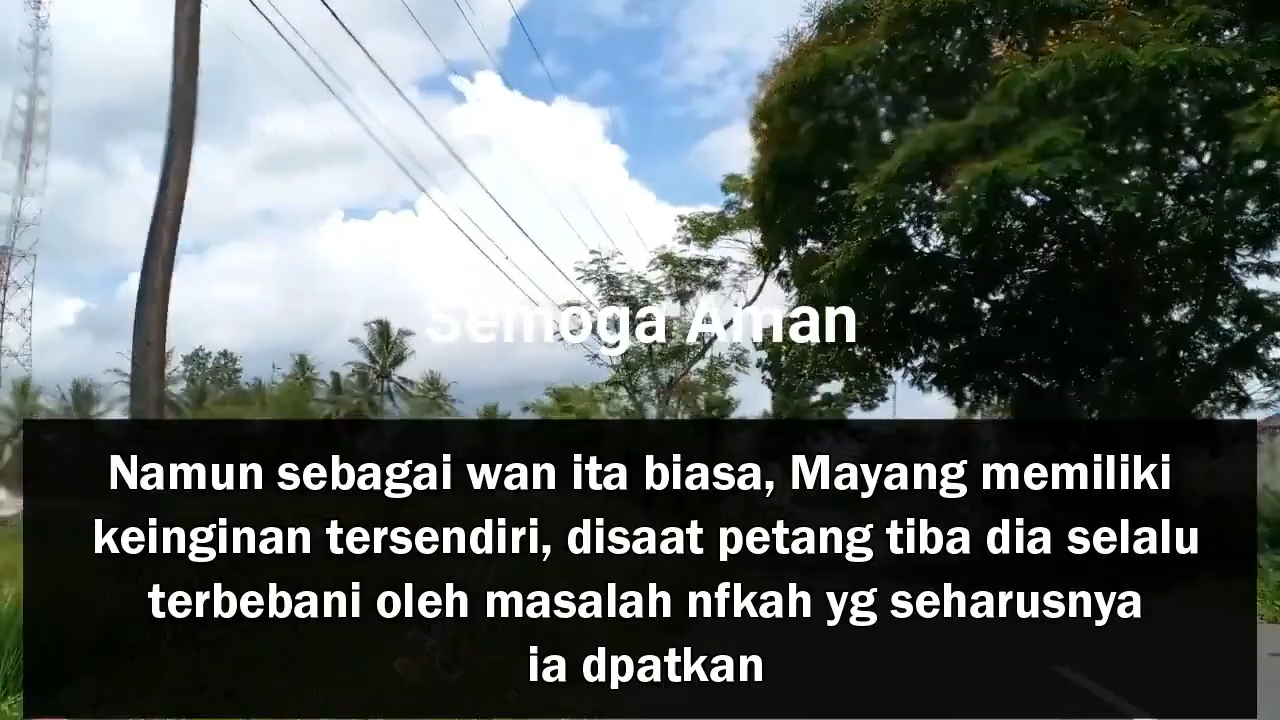 Semoga Aman
Namun sebagai wan ita biasa, Mayang memiliki
keinginan tersendiri, disaat petang tiba dia selalu
terbebani oleh masalah nfkah yg seharusnya
ia dpatkan